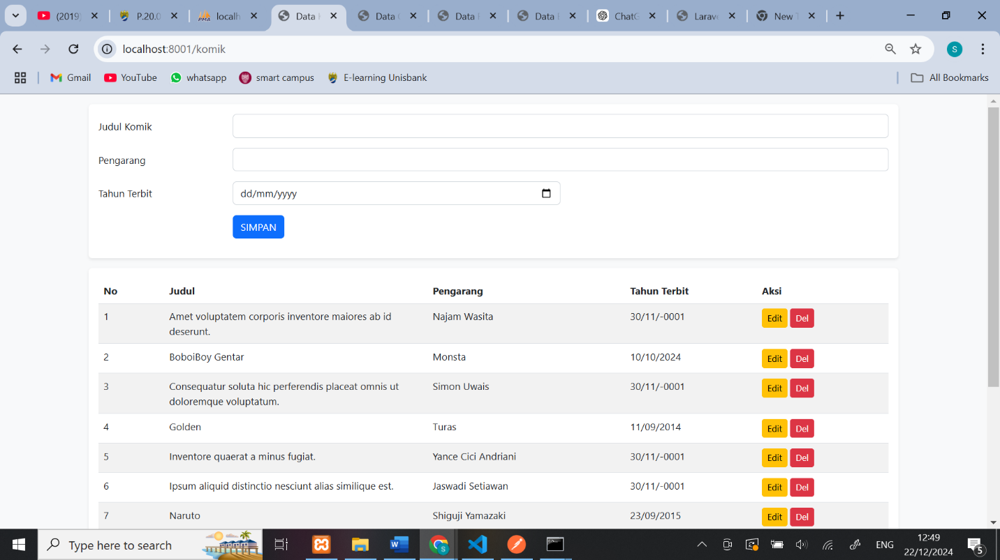 (2019)
P.20.0
localh
Data
Data
Data
Data
ChatG
Larave
New T
localhost:8001/komik
S
Gmail
YouTube
whatsapp
smart campus
E-learning Unisbank
All Bookmarks
Judul Komik
Pengarang
Tahun Terbit
dd/mm/yyyy
SIMPAN
No Judul Pengarang Tahun Terbit Aksi
1 Amet voluptatem corporis inventore maiores ab id Najam Wasita 30/11/-0001 Edit Del
deserunt.
2 BoboiBoy Gentar Monsta 10/10/2024 Edit Del
3 Consequatur soluta hic perferendis placeat omnis ut Simon Uwais 30/11/-0001 Edit Del
doloremque voluptatum.
4 Golden Turas 11/09/2014 Edit Del
5 Inventore quaerat a minus fugiat. Yance Cici Andriani 30/11/-0001 Edit Del
6 Ipsum aliquid distinctio nesciunt alias similique est. Jaswadi Setiawan 30/11/-0001 Edit Del
7 Naruto Shiguji Yamazaki 23/09/2015 Edit Del
Type here to search
ENG
12:49
22/12/2024
5